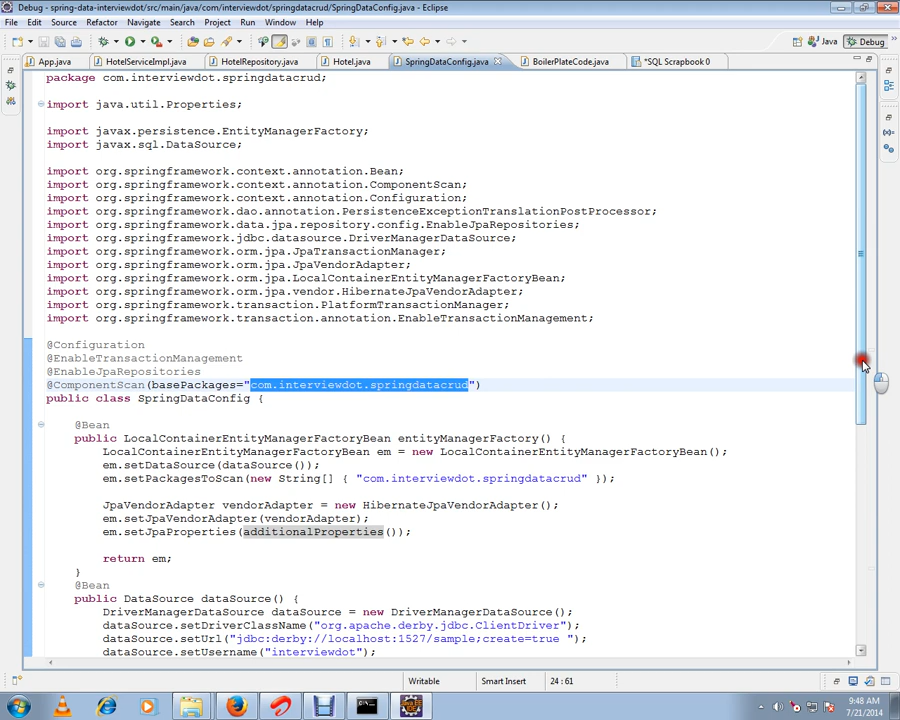 Debug - spring-data-interviewdot/src/main/java/com/interviewdot/springdatacrud/SpringDataConfig.java - Eclipse
File Edit Source Refactor Navigate Search Project Run Window Help
Java Debug
App.java HotelServiceImpl.java HotelRepository.java Hotel.java SpringDataConfig.java BoilerPlateCode.java *SQL Scrapbook 0
package com.interviewdot.springdatacrud;
import java.util.Properties;
import javax.persistence.EntityManagerFactory;
import javax.sql.DataSource;
import org.springframework.context.annotation.Bean;
import org.springframework.context.annotation.ComponentScan;
import org.springframework.context.annotation.Configuration;
import org.springframework.dao.annotation.PersistenceExceptionTranslationPostProcessor;
import org.springframework.data.jpa.repository.config.EnableJpaRepositories;
import org.springframework.jdbc.datasource.DriverManagerDataSource;
import org.springframework.orm.jpa.JpaTransactionManager;
import org.springframework.orm.jpa.JpaVendorAdapter;
import org.springframework.orm.jpa.LocalContainerEntityManagerFactoryBean;
import org.springframework.orm.jpa.vendor.HibernateJpaVendorAdapter;
import org.springframework.transaction.PlatformTransactionManager;
import org.springframework.transaction.annotation.EnableTransactionManagement;
@Configuration
@EnableTransactionManagement
@EnableJpaRepositories
@ComponentScan(basePackages="com.interviewdot.springdatacrud")
public class SpringDataConfig {
@Bean
public LocalContainerEntityManagerFactoryBean entityManagerFactory() {
LocalContainerEntityManagerFactoryBean em = new LocalContainerEntityManagerFactoryBean();
em.setDataSource(dataSource());
em.setPackagesToScan(new String[] { "com.interviewdot.springdatacrud" });
JpaVendorAdapter vendorAdapter = new HibernateJpaVendorAdapter();
em.setJpaVendorAdapter(vendorAdapter);
em.setJpaProperties(additionalProperties());
return em;
}
@Bean
public DataSource dataSource() {
DriverManagerDataSource dataSource = new DriverManagerDataSource();
dataSource.setDriverClassName("org.apache.derby.jdbc.ClientDriver");
dataSource.setUrl("jdbc:derby://localhost:1527/sample;create=true ");
dataSource.setUsername("interviewdot");
Writable Smart Insert 24 : 61
9:48 AM
7/21/2014